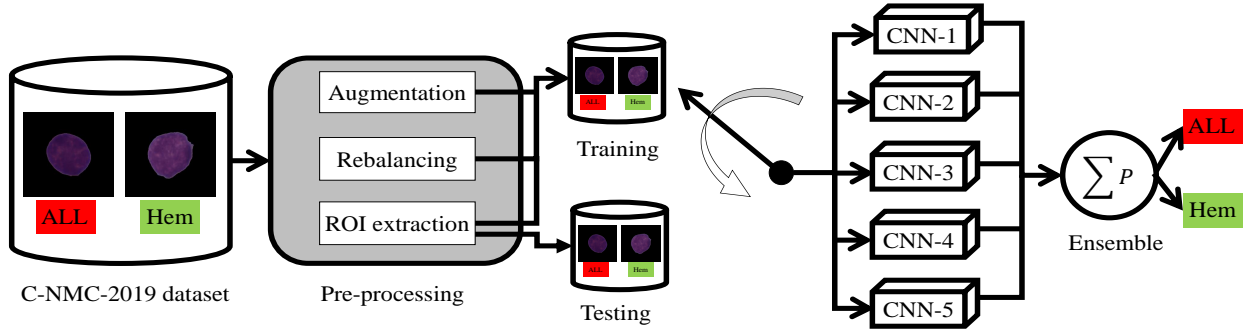 ALL
Hem
C-NMC-2019 dataset
Augmentation
Rebalancing
ROI extraction
Pre-processing
ALL
Hem
Training
ALL
Hem
Testing
CNN-1
CNN-2
CNN-3
CNN-4
CNN-5
∑ P
Ensemble
ALL
Hem